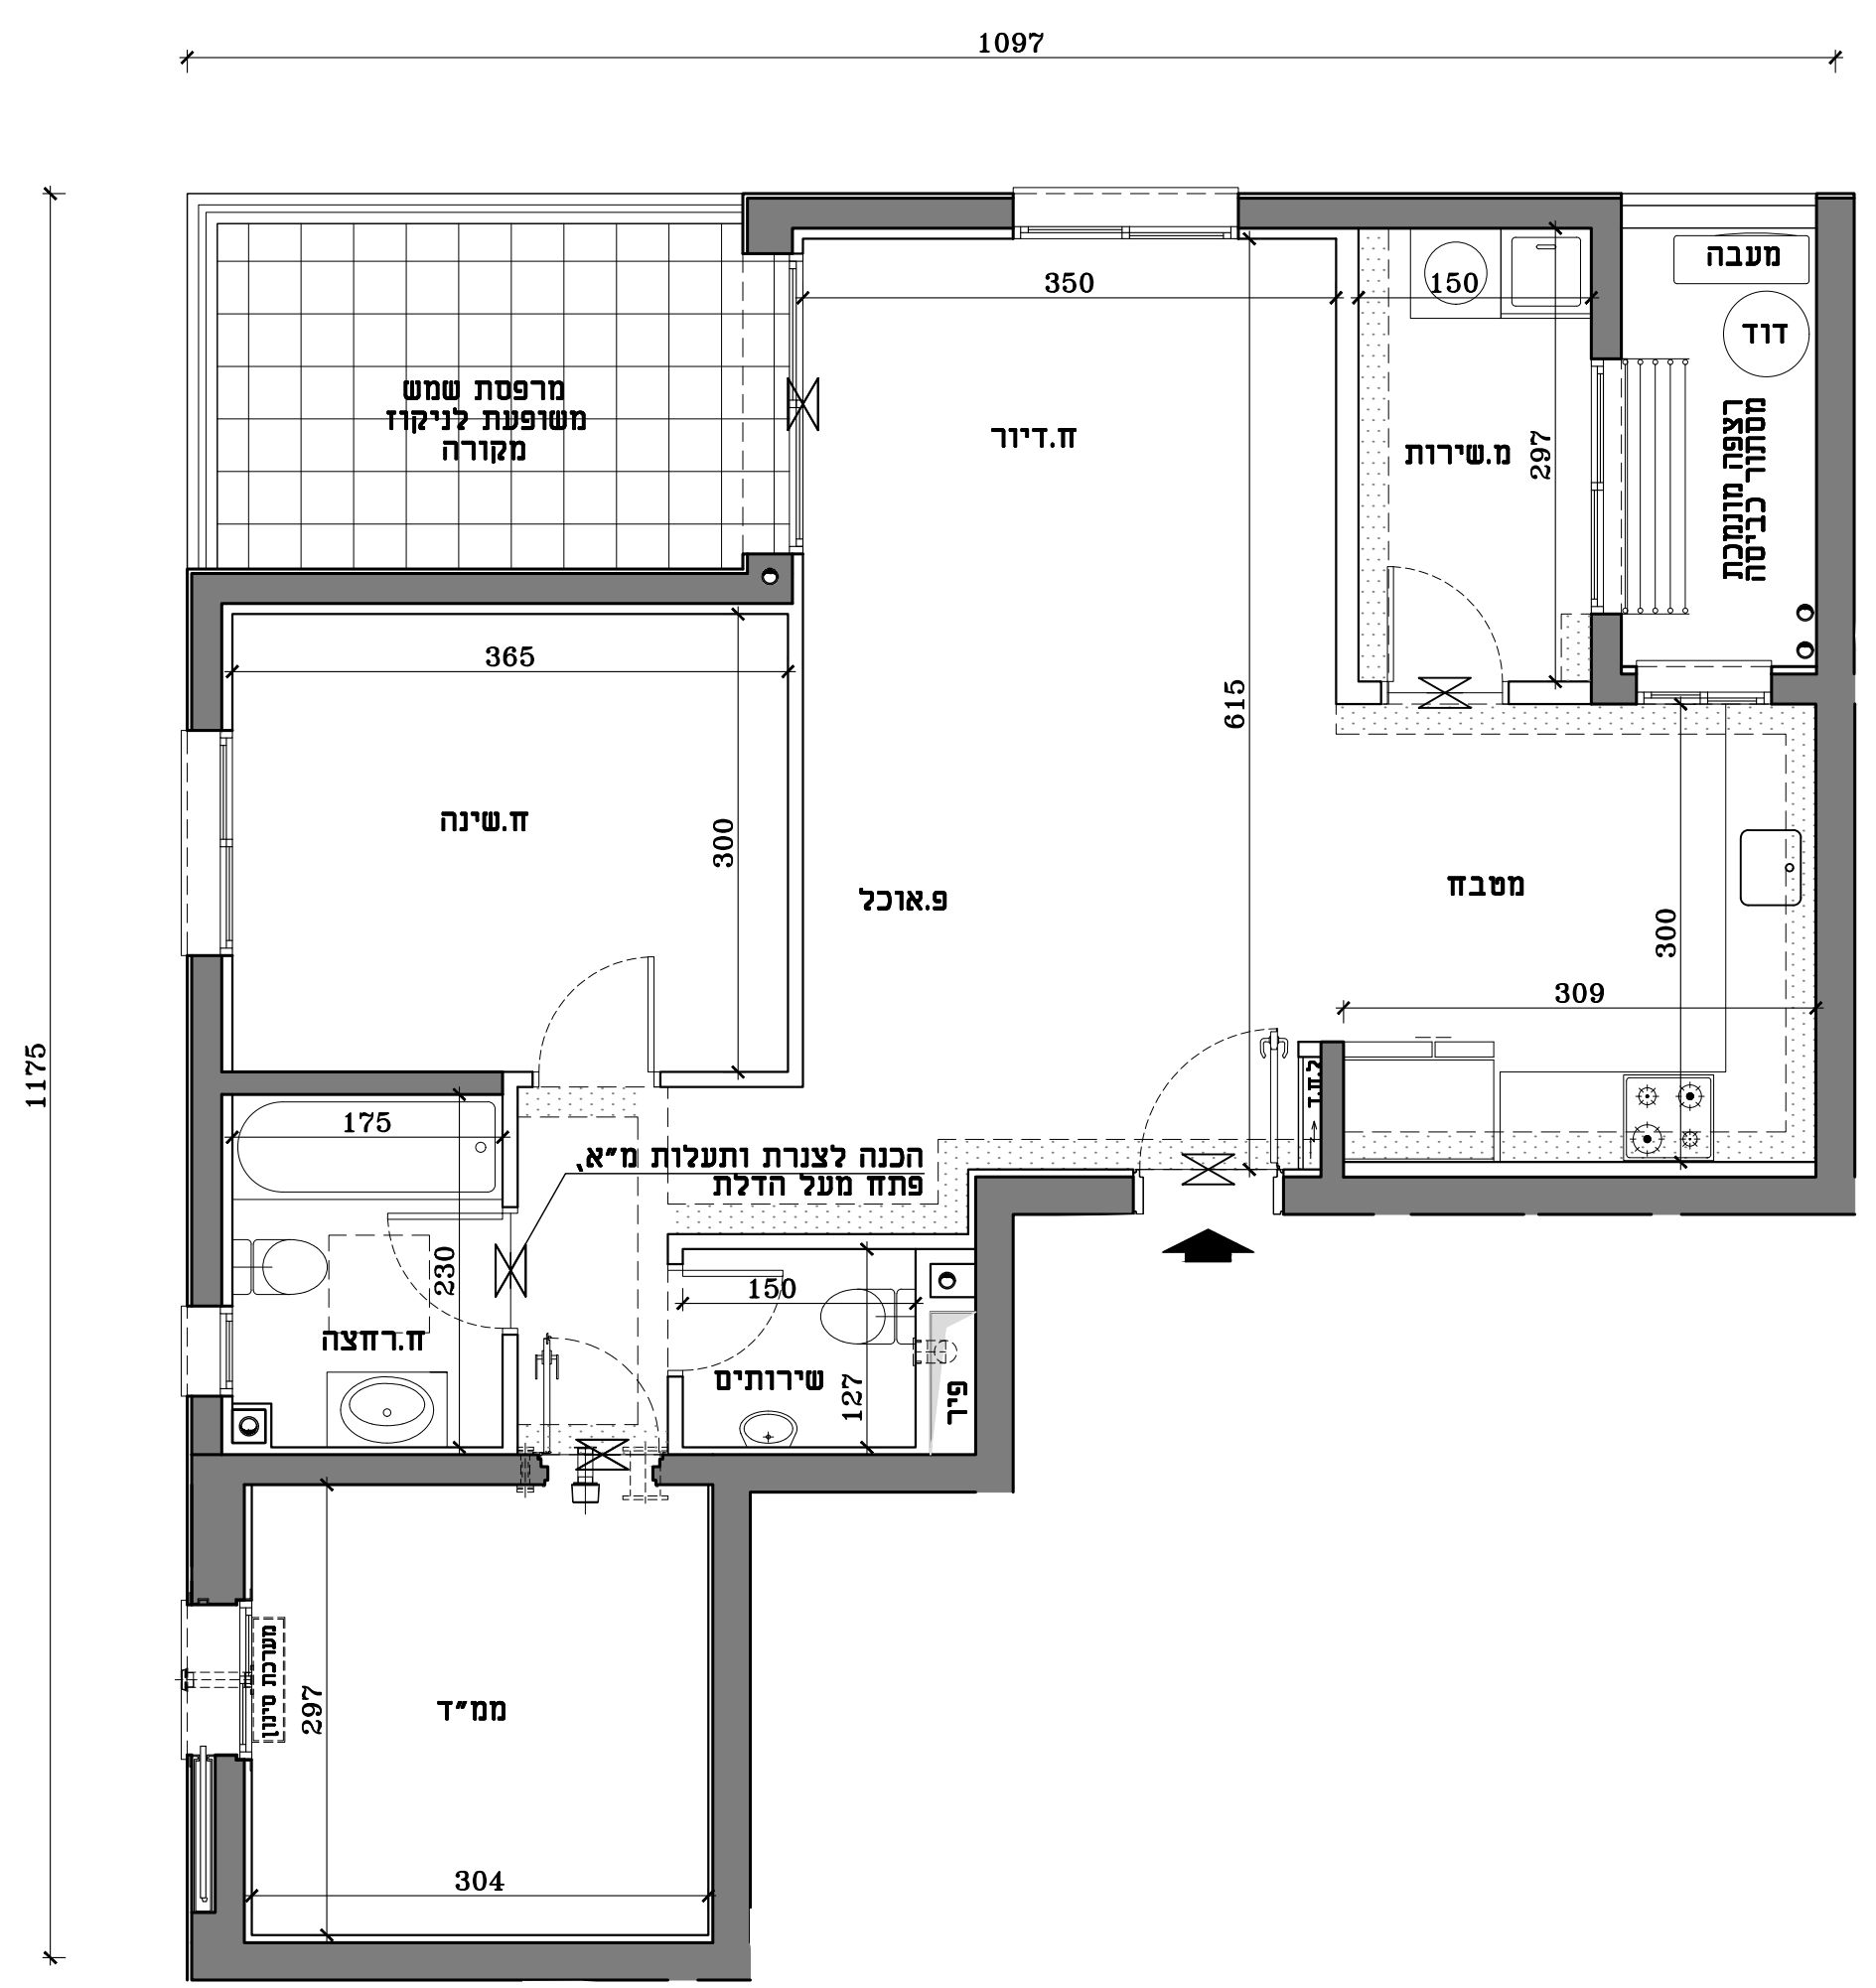 1097
1175
מעבה
דוד
350
150
מרפסת שמש
משופעת לניקוז
מקורה
ח.דיור
מ.שירות
297
מסתור כביסה
רצפה מונמכת
365
615
300
ח.שינה
פ.אוכל
מטבח
300
309
ל.ח.ד
175
הכנה לצנרת ותעלות מ״א,
פתח מעל הדלת
230
150
ח.רחצה
שירותים
127
פיר
מערכת סינון
297
ממ״ד
304